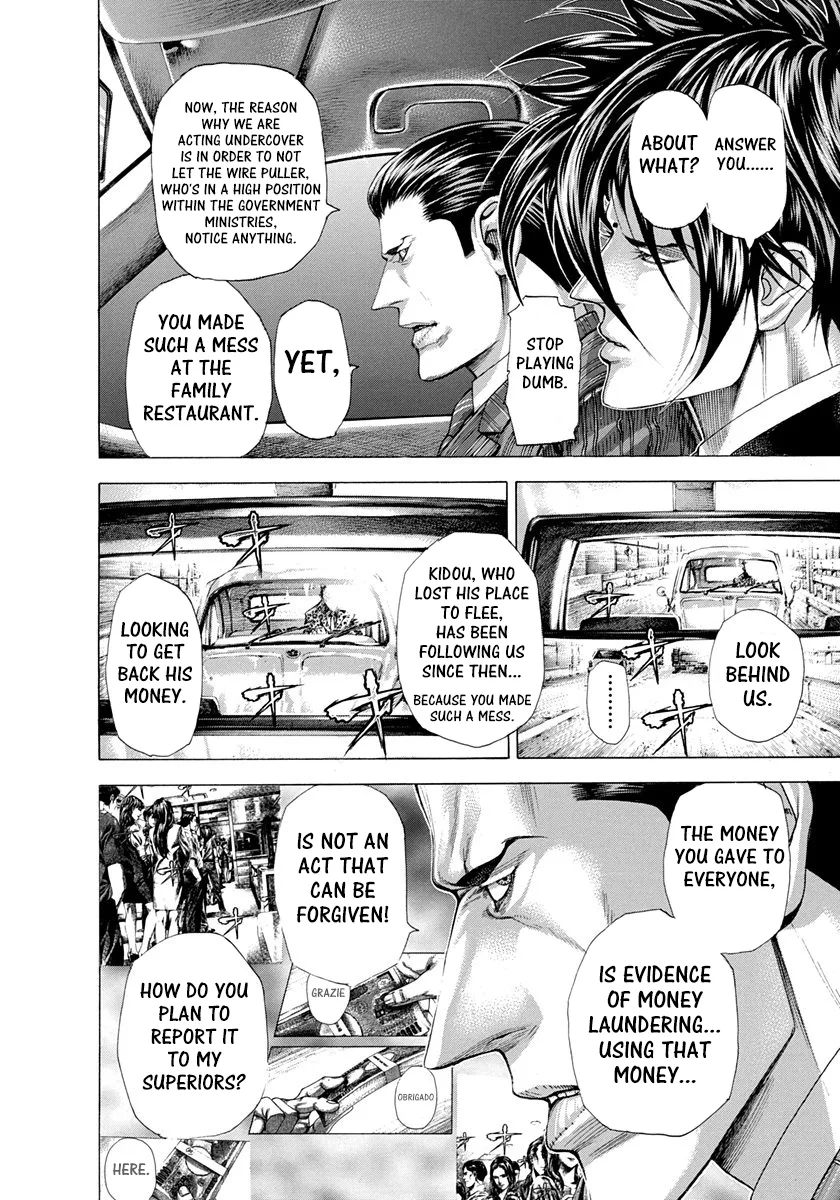 ANSWER
YOU......
ABOUT
WHAT?
STOP
PLAYING
DUMB.
NOW, THE REASON
WHY WE ARE
ACTING UNDERCOVER
IS IN ORDER TO NOT
LET THE WIRE PULLER,
WHO'S IN A HIGH POSITION
WITHIN THE GOVERNMENT
MINISTRIES,
NOTICE ANYTHING.
YET,
YOU MADE
SUCH A MESS
AT THE
FAMILY
RESTAURANT.
LOOK
BEHIND
US.
......
KIDOU, WHO
LOST HIS PLACE
TO FLEE,
HAS BEEN
FOLLOWING US
SINCE THEN...
BECAUSE YOU MADE
SUCH A MESS.
LOOKING
TO GET
BACK HIS
MONEY.
THE MONEY
YOU GAVE TO
EVERYONE,
IS EVIDENCE
OF MONEY
LAUNDERING...
USING THAT
MONEY...
IS NOT AN
ACT THAT
CAN BE
FORGIVEN!
GRAZIE
HOW DO YOU
PLAN TO
REPORT IT
TO MY
SUPERIORS?
OBRIGADO
HERE.